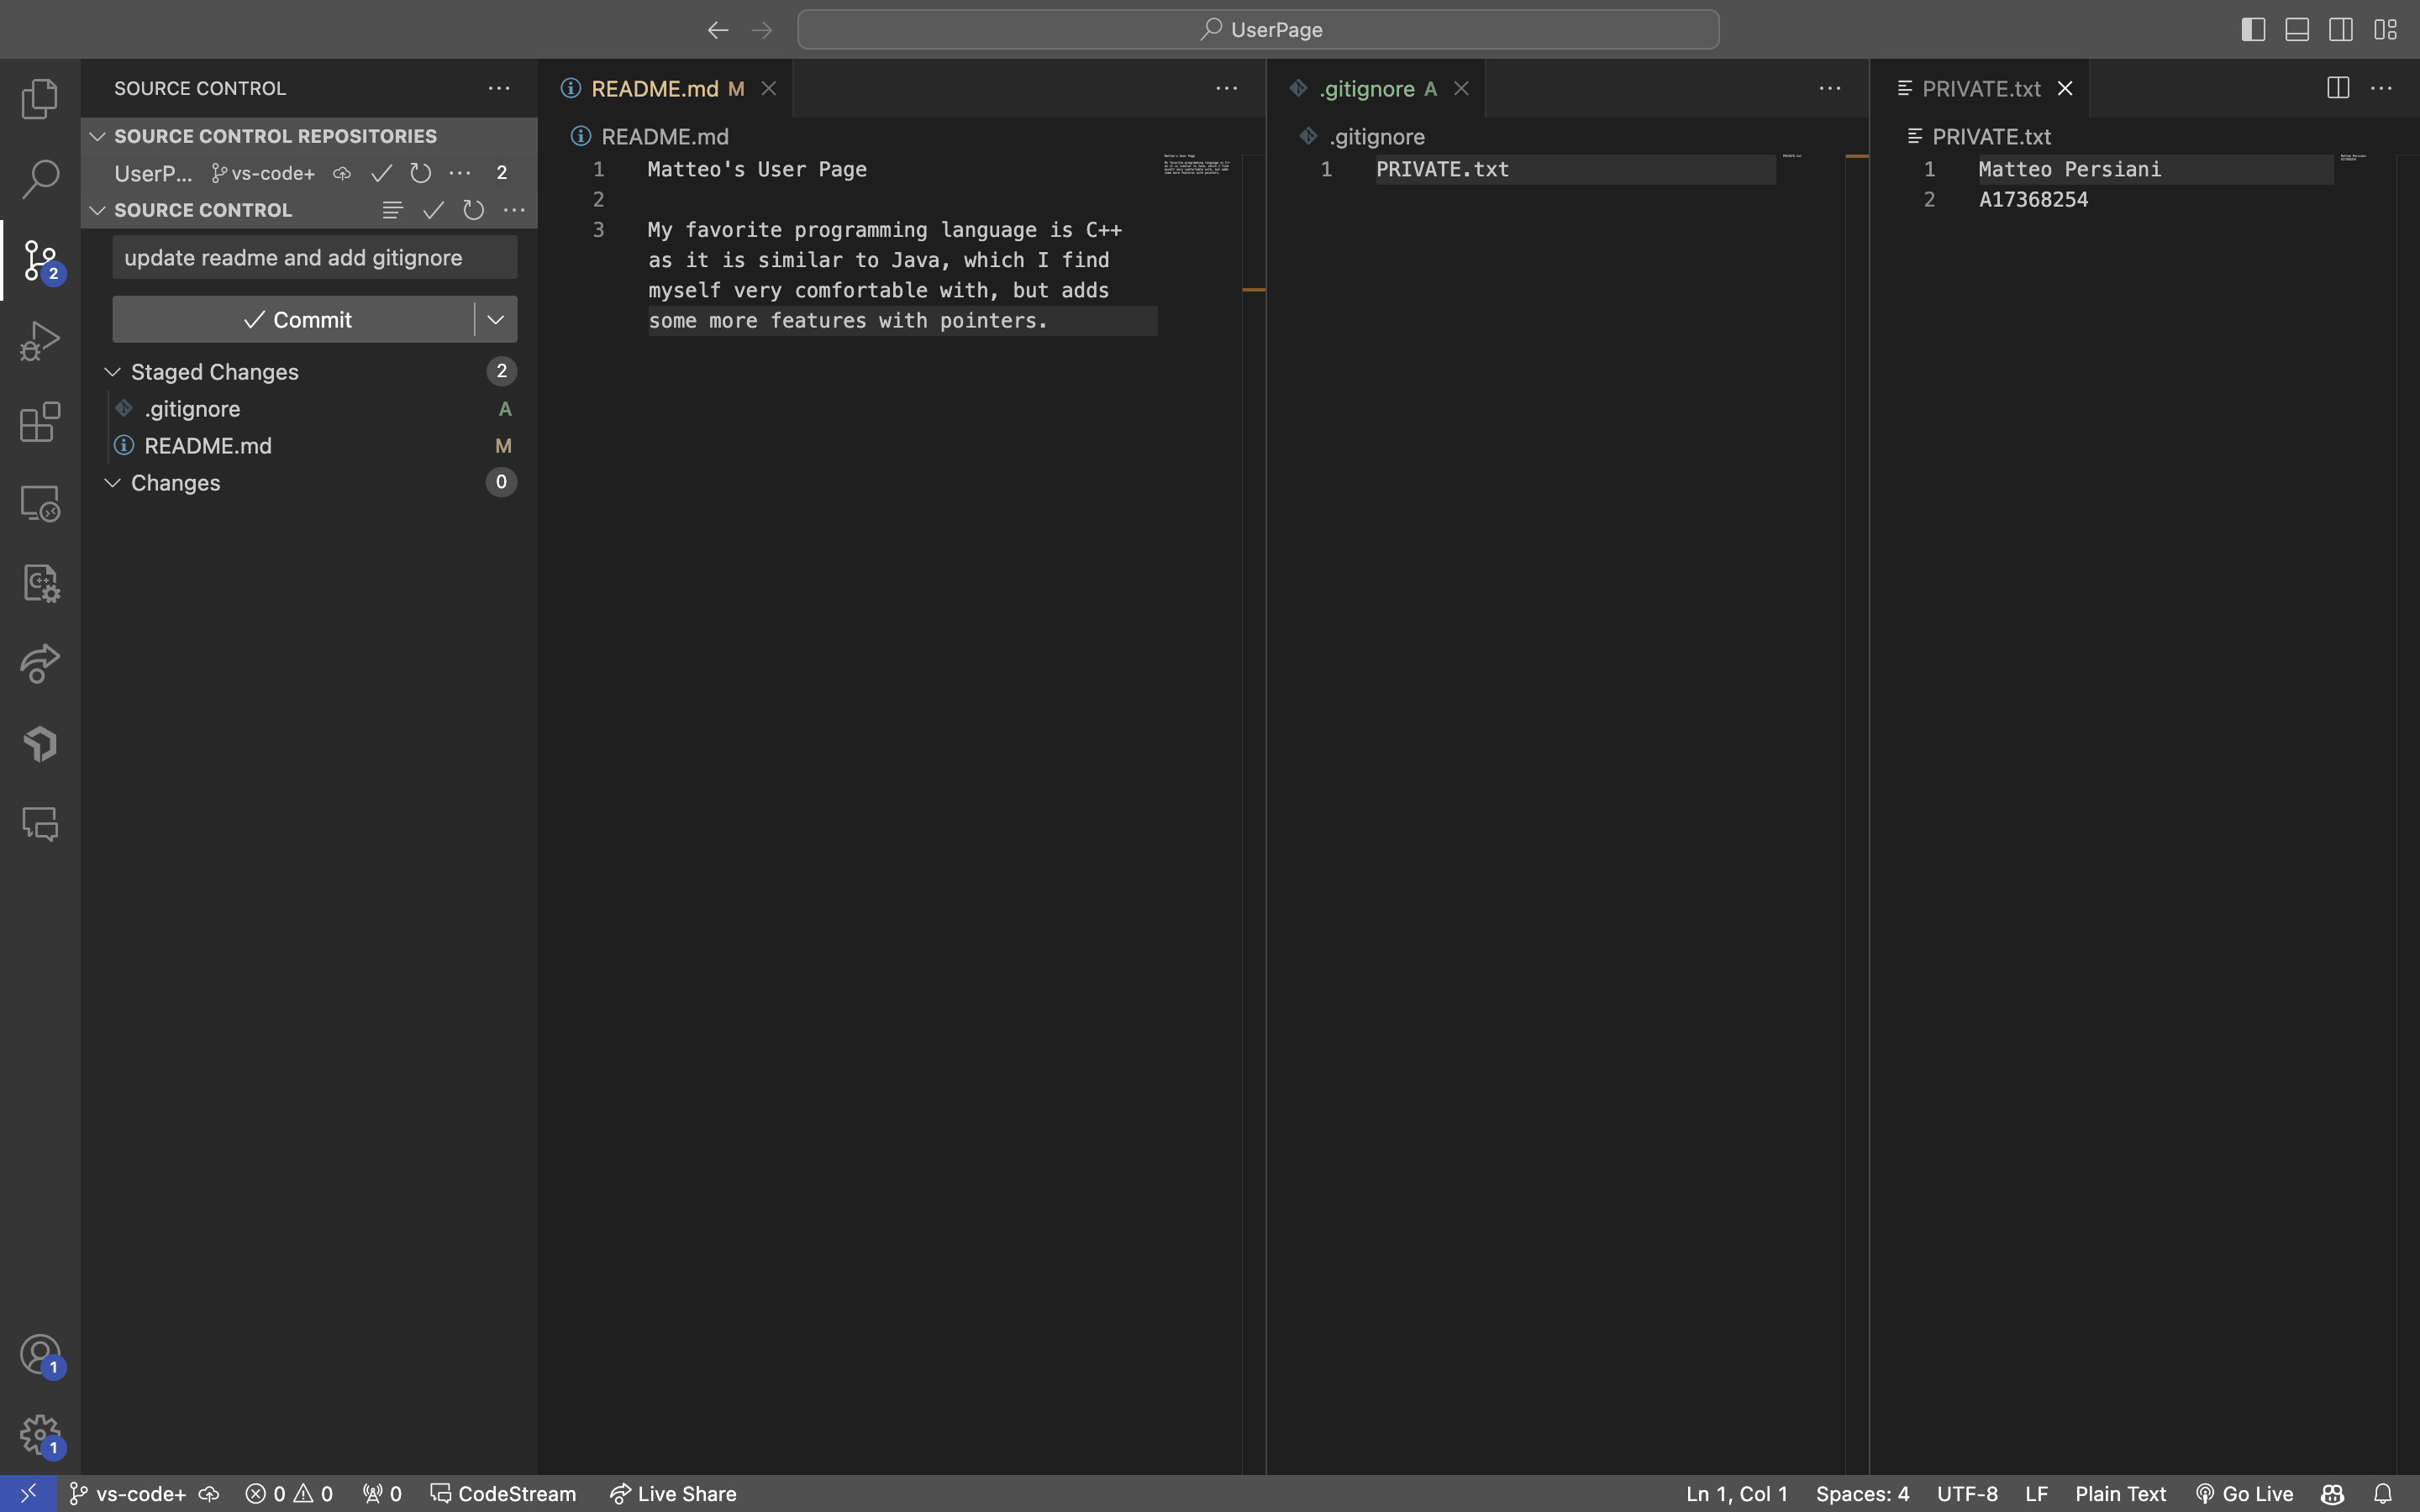 UserPage
SOURCE CONTROL
SOURCE CONTROL REPOSITORIES
UserP... vs-code+ 2
SOURCE CONTROL
update readme and add gitignore
Commit
Staged Changes 2
.gitignore A
README.md M
Changes 0
2
C++
1
1
README.md M
README.md
1 Matteo's User Page
2
3 My favorite programming language is C++
as it is similar to Java, which I find
myself very comfortable with, but adds
some more features with pointers.
.gitignore A
.gitignore
1 PRIVATE.txt
PRIVATE.txt
PRIVATE.txt
1 Matteo Persiani
2 A17368254
vs-code+ 0 0 0 CodeStream Live Share Ln 1, Col 1 Spaces: 4 UTF-8 LF Plain Text Go Live